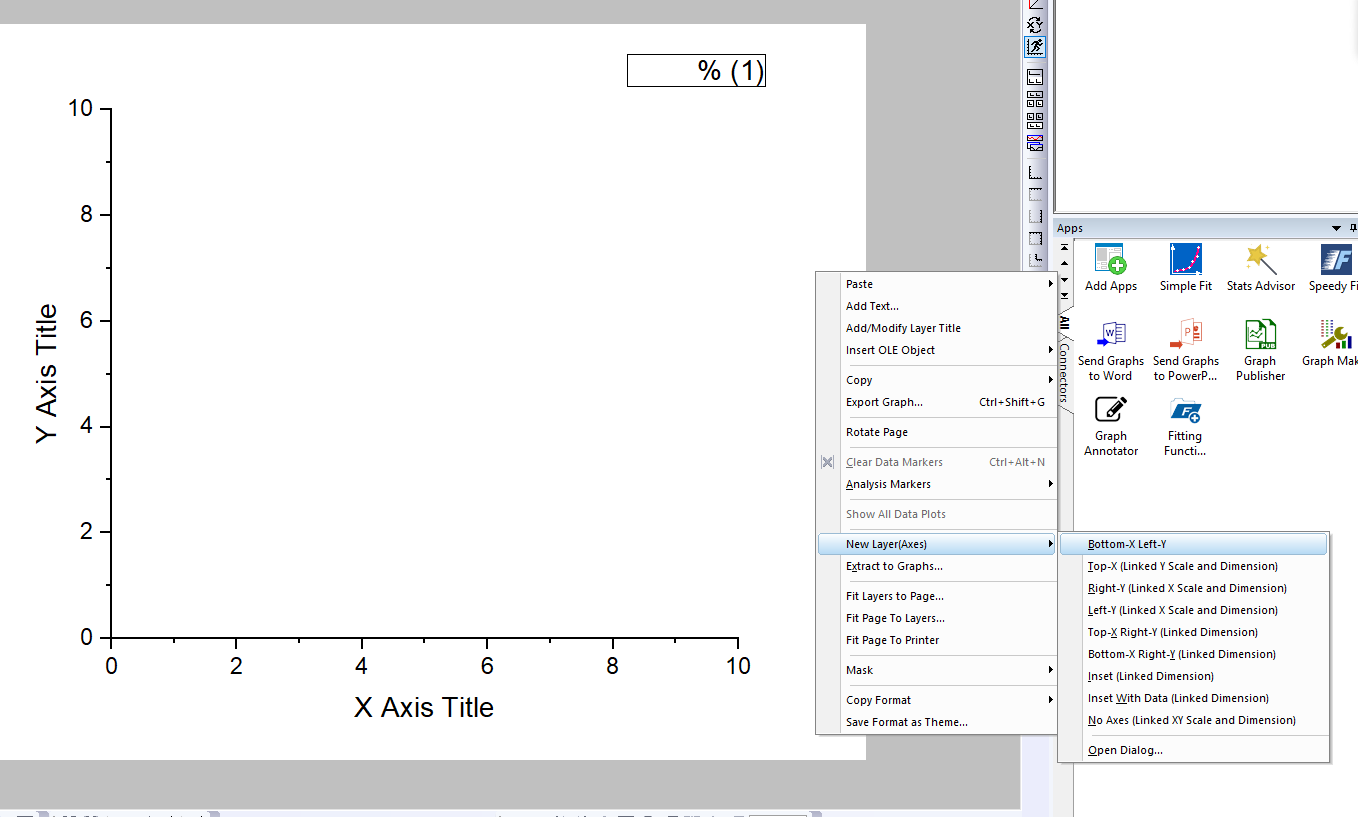 % (1)
10
8
6
4
2
0
Y Axis Title
0 2 4 6 8 10
X Axis Title
Paste
Add Text...
Add/Modify Layer Title
Insert OLE Object
Copy
Export Graph... Ctrl+Shift+G
Rotate Page
Clear Data Markers Ctrl+Alt+N
Analysis Markers
Show All Data Plots
New Layer(Axes)
Extract to Graphs...
Fit Layers to Page...
Fit Page To Layers...
Fit Page To Printer
Mask
Copy Format
Save Format as Theme...
Bottom-X Left-Y
Top-X (Linked Y Scale and Dimension)
Right-Y (Linked X Scale and Dimension)
Left-Y (Linked X Scale and Dimension)
Top-X Right-Y (Linked Dimension)
Bottom-X Right-Y (Linked Dimension)
Inset (Linked Dimension)
Inset With Data (Linked Dimension)
No Axes (Linked XY Scale and Dimension)
Open Dialog...
Apps
All
Connectors
Add Apps
Simple Fit
Stats Advisor
Speedy Fi
Send Graphs
to Word
Send Graphs
to PowerP...
Graph
Publisher
PUB
Graph Mak
Graph
Annotator
Fitting
Functi...